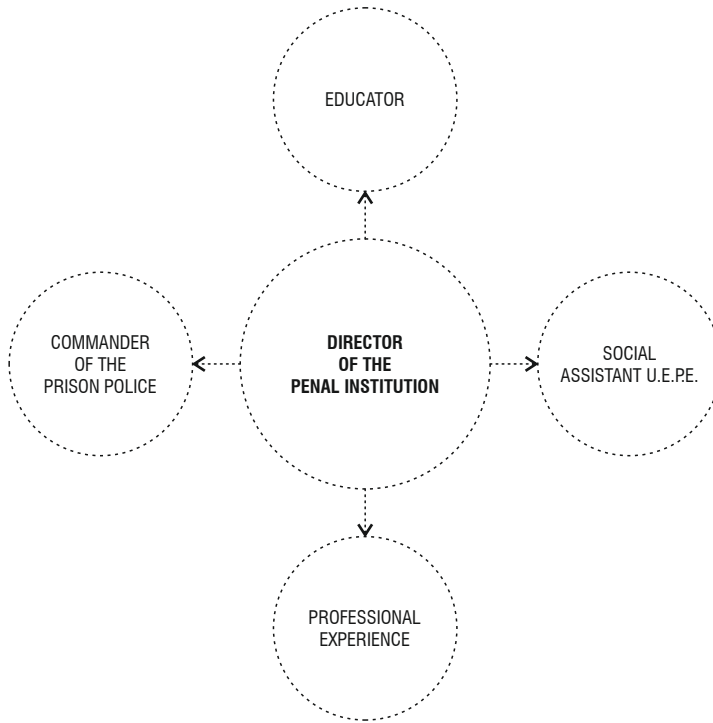 EDUCATOR
COMMANDER
OF THE
PRISON POLICE
DIRECTOR
OF THE
PENAL INSTITUTION
SOCIAL
ASSISTANT U.E.P.E.
PROFESSIONAL
EXPERIENCE